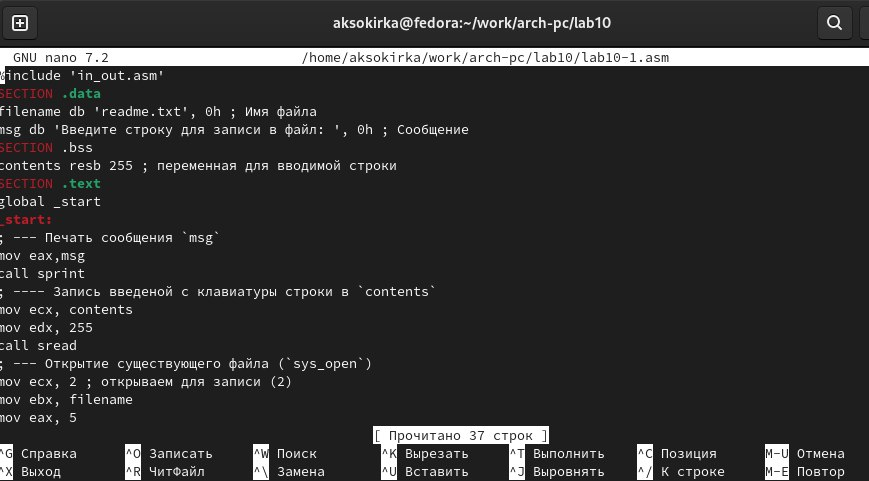 aksokirka@fedora:~/work/arch-pc/lab10
GNU nano 7.2 /home/aksokirka/work/arch-pc/lab10/lab10-1.asm
%include 'in_out.asm'
SECTION .data
filename db 'readme.txt', 0h ; Имя файла
msg db 'Введите строку для записи в файл: ', 0h ; Сообщение
SECTION .bss
contents resb 255 ; переменная для вводимой строки
SECTION .text
global _start
_start:
; --- Печать сообщения `msg`
mov eax,msg
call sprint
; ---- Запись введеной с клавиатуры строки в `contents`
mov ecx, contents
mov edx, 255
call sread
; --- Открытие существующего файла (`sys_open`)
mov ecx, 2 ; открываем для записи (2)
mov ebx, filename
mov eax, 5
[ Прочитано 37 строк ]
^G Справка ^O Записать ^W Поиск ^K Вырезать ^T Выполнить ^C Позиция M-U Отмена
^X Выход ^R ЧитФайл ^\ Замена ^U Вставить ^J Выровнять ^/ К строке M-E Повтор